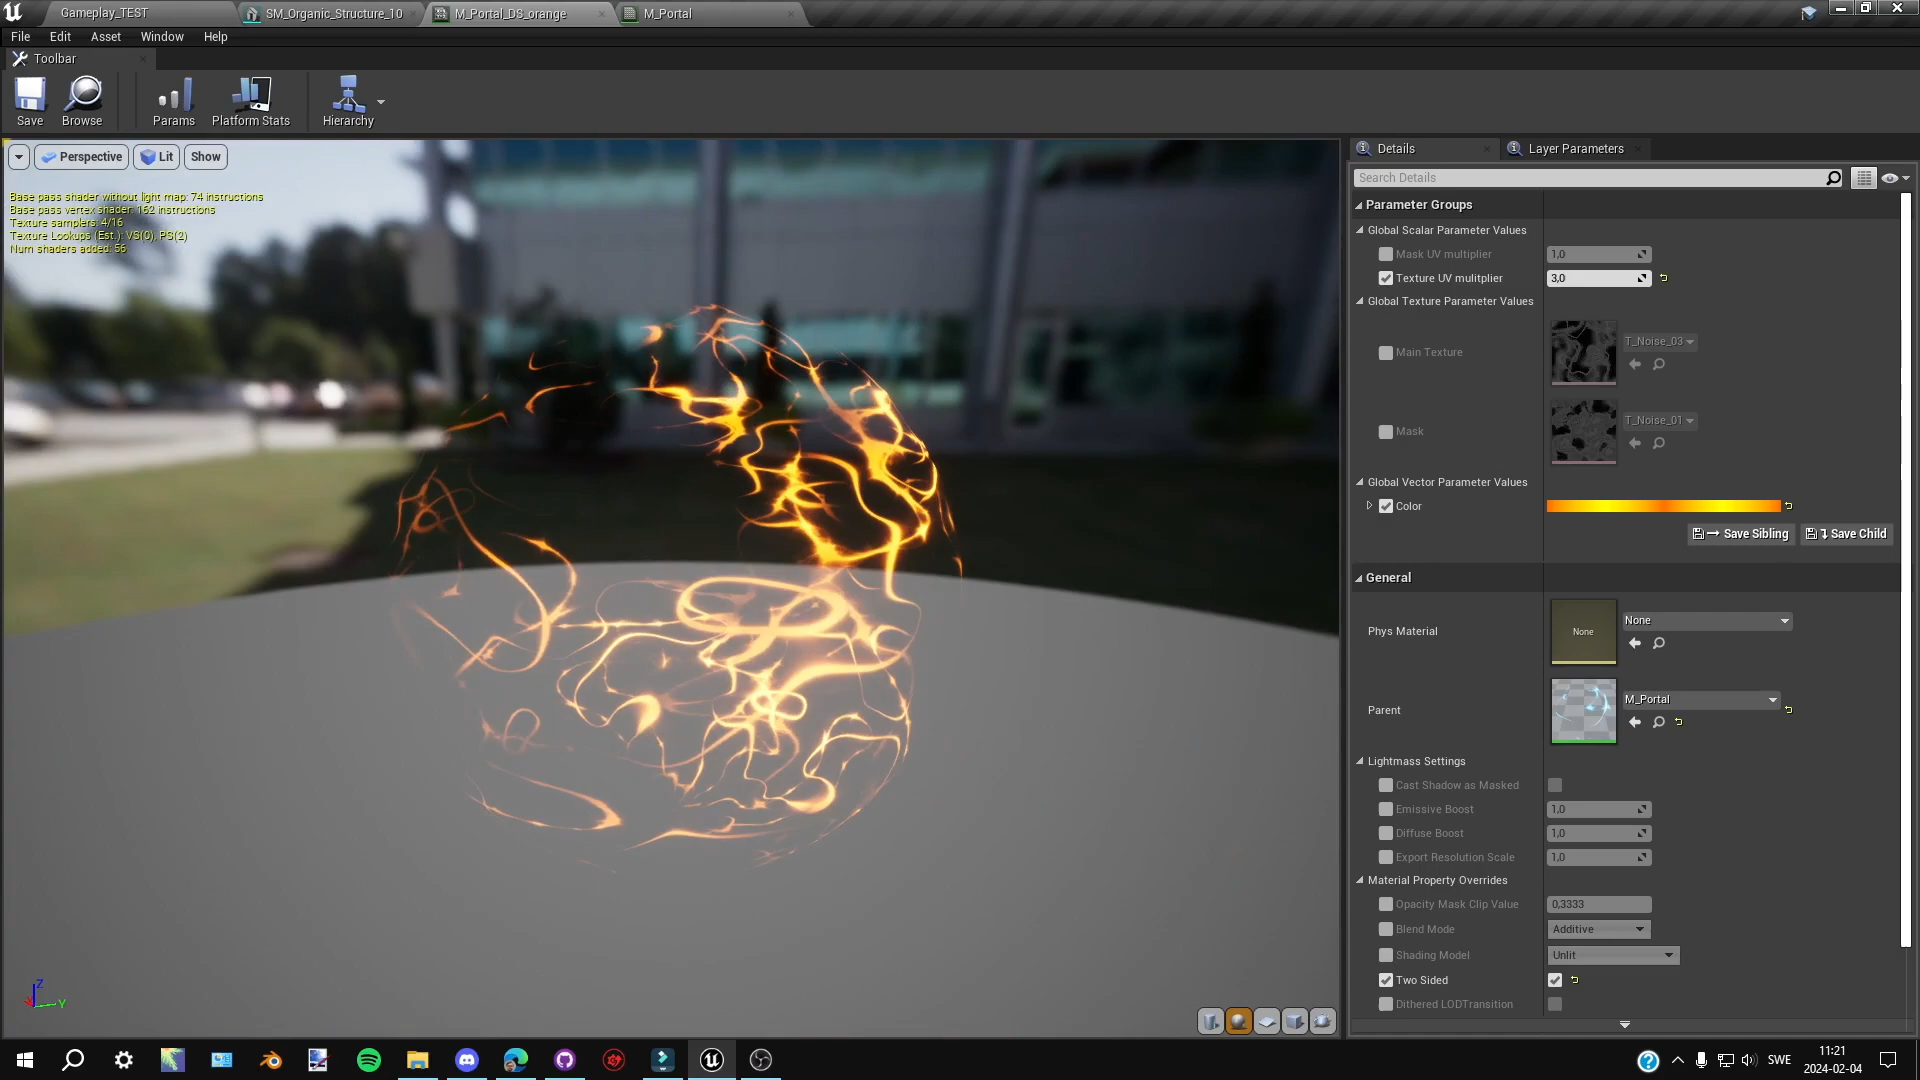 Gameplay_TEST
SM_Organic_Structure_10
M_Portal_DS_orange
M_Portal
File
Edit
Asset
Window
Help
Toolbar
Save
Browse
Params
Platform Stats
Hierarchy
Perspective
Lit
Show
Base pass shader without light map: 74 instructions
Base pass vertex shader: 162 instructions
Texture samplers: 4/16
Texture Lookups (Est.): VS(0), PS(2)
Num shaders added: 56
Z
Y
Details
Layer Parameters
Search Details
Parameter Groups
Global Scalar Parameter Values
Mask UV multiplier
1,0
Texture UV mulitplier
3,0
Global Texture Parameter Values
Main Texture
T_Noise_03
Mask
T_Noise_01
Global Vector Parameter Values
Color
Save Sibling
Save Child
General
Phys Material
None
None
Parent
M_Portal
Lightmass Settings
Cast Shadow as Masked
Emissive Boost
1,0
Diffuse Boost
1,0
Export Resolution Scale
1,0
Material Property Overrides
Opacity Mask Clip Value
0,3333
Blend Mode
Additive
Shading Model
Unlit
Two Sided
Dithered LODTransition
SWE
11:21
2024-02-04